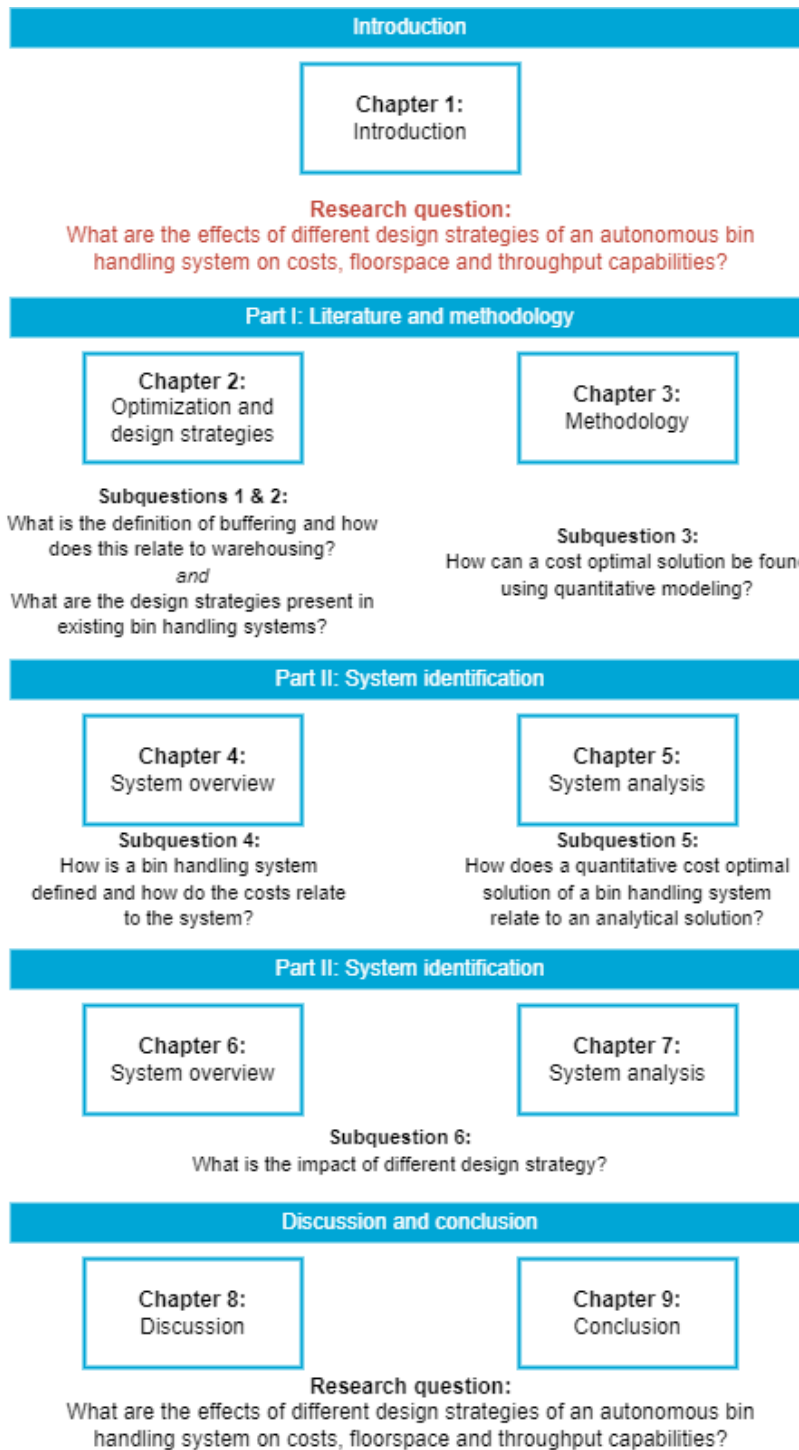 Introduction
Chapter 1:
Introduction
Research question:
What are the effects of different design strategies of an autonomous bin
handling system on costs, floorspace and throughput capabilities?
Part I: Literature and methodology
Chapter 2:
Optimization and
design strategies
Chapter 3:
Methodology
Subquestions 1 & 2:
What is the definition of buffering and how
does this relate to warehousing?
and
What are the design strategies present in
existing bin handling systems?
Subquestion 3:
How can a cost optimal solution be foun
using quantitative modeling?
Part II: System identification
Chapter 4:
System overview
Chapter 5:
System analysis
Subquestion 4:
How is a bin handling system
defined and how do the costs relate
to the system?
Subquestion 5:
How does a quantitative cost optimal
solution of a bin handling system
relate to an analytical solution?
Part II: System identification
Chapter 6:
System overview
Chapter 7:
System analysis
Subquestion 6:
What is the impact of different design strategy?
Discussion and conclusion
Chapter 8:
Discussion
Chapter 9:
Conclusion
Research question:
What are the effects of different design strategies of an autonomous bin
handling system on costs, floorspace and throughput capabilities?